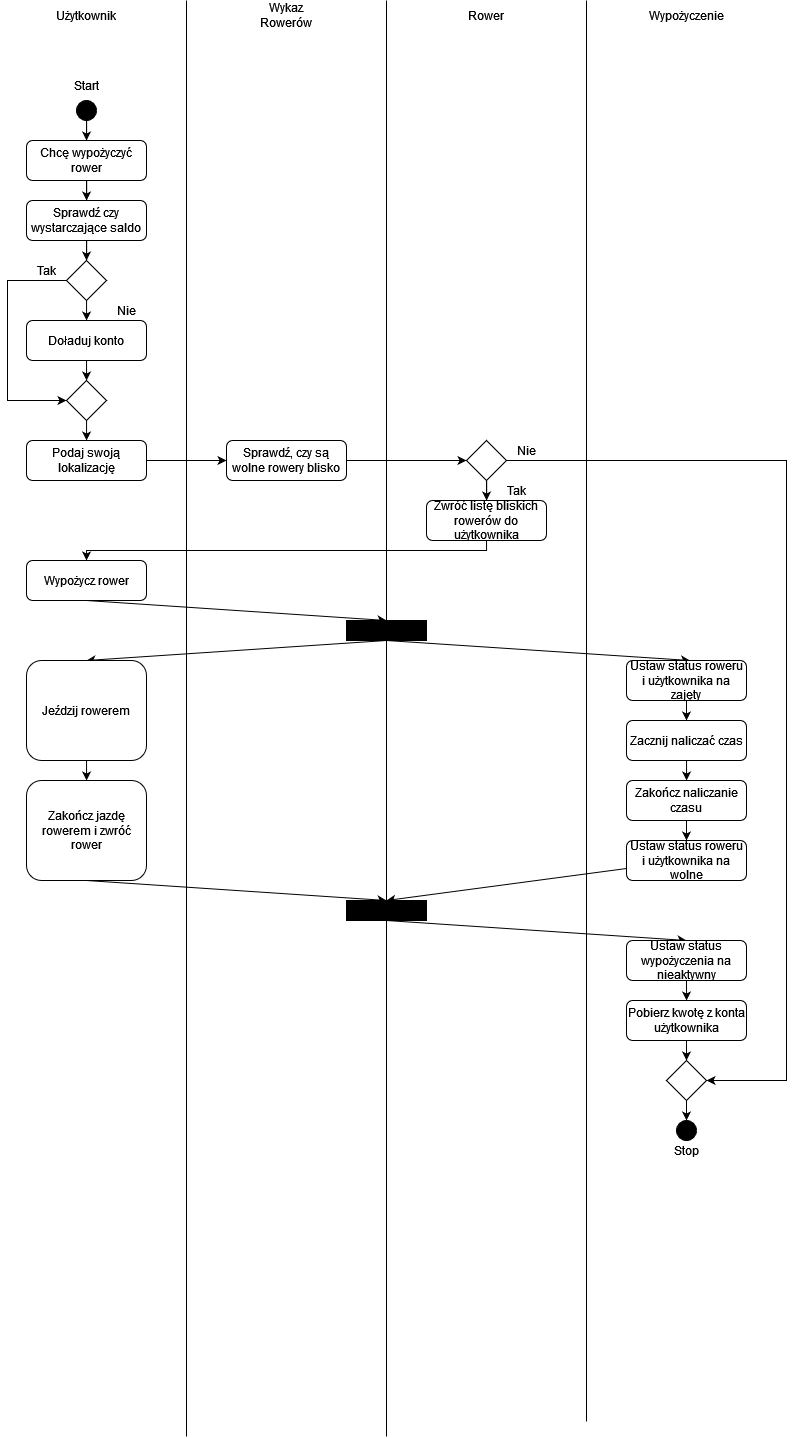 Użytkownik
Wykaz
Rowerów
Rower
Wypożyczenie
Start
Chcę wypożyczyć
rower
Sprawdź czy
wystarczające saldo
Tak
Nie
Doładuj konto
Podaj swoją
lokalizację
Sprawdź, czy są
wolne rowery blisko
Nie
Tak
Zwróć listę bliskich
rowerów do
użytkownika
Wypożycz rower
Jeździj rowerem
Ustaw status roweru
i użytkownika na
zajęty
Zacznij naliczać czas
Zakończ jazdę
rowerem i zwróć
rower
Zakończ naliczanie
czasu
Ustaw status roweru
i użytkownika na
wolne
Ustaw status
wypożyczenia na
nieaktywny
Pobierz kwotę z konta
użytkownika
Stop